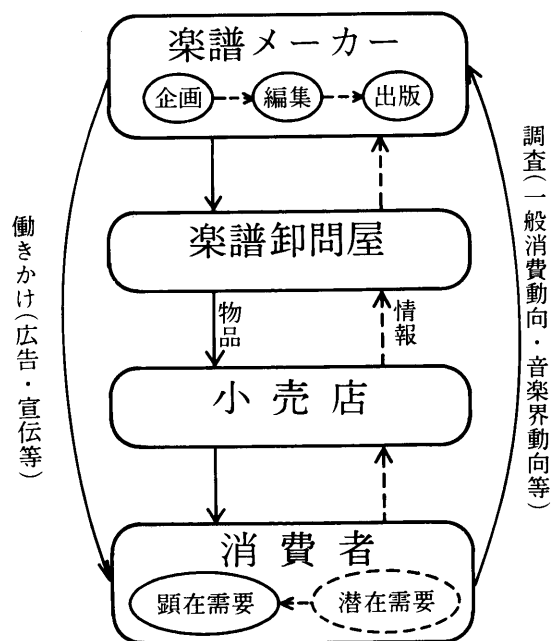 楽譜メーカー
企画
編集
出版
調査(一般消費動向・音楽界動向等)
働きかけ(広告・宣伝等)
楽譜卸問屋
物品
情報
小売店
消費者
顕在需要
潜在需要